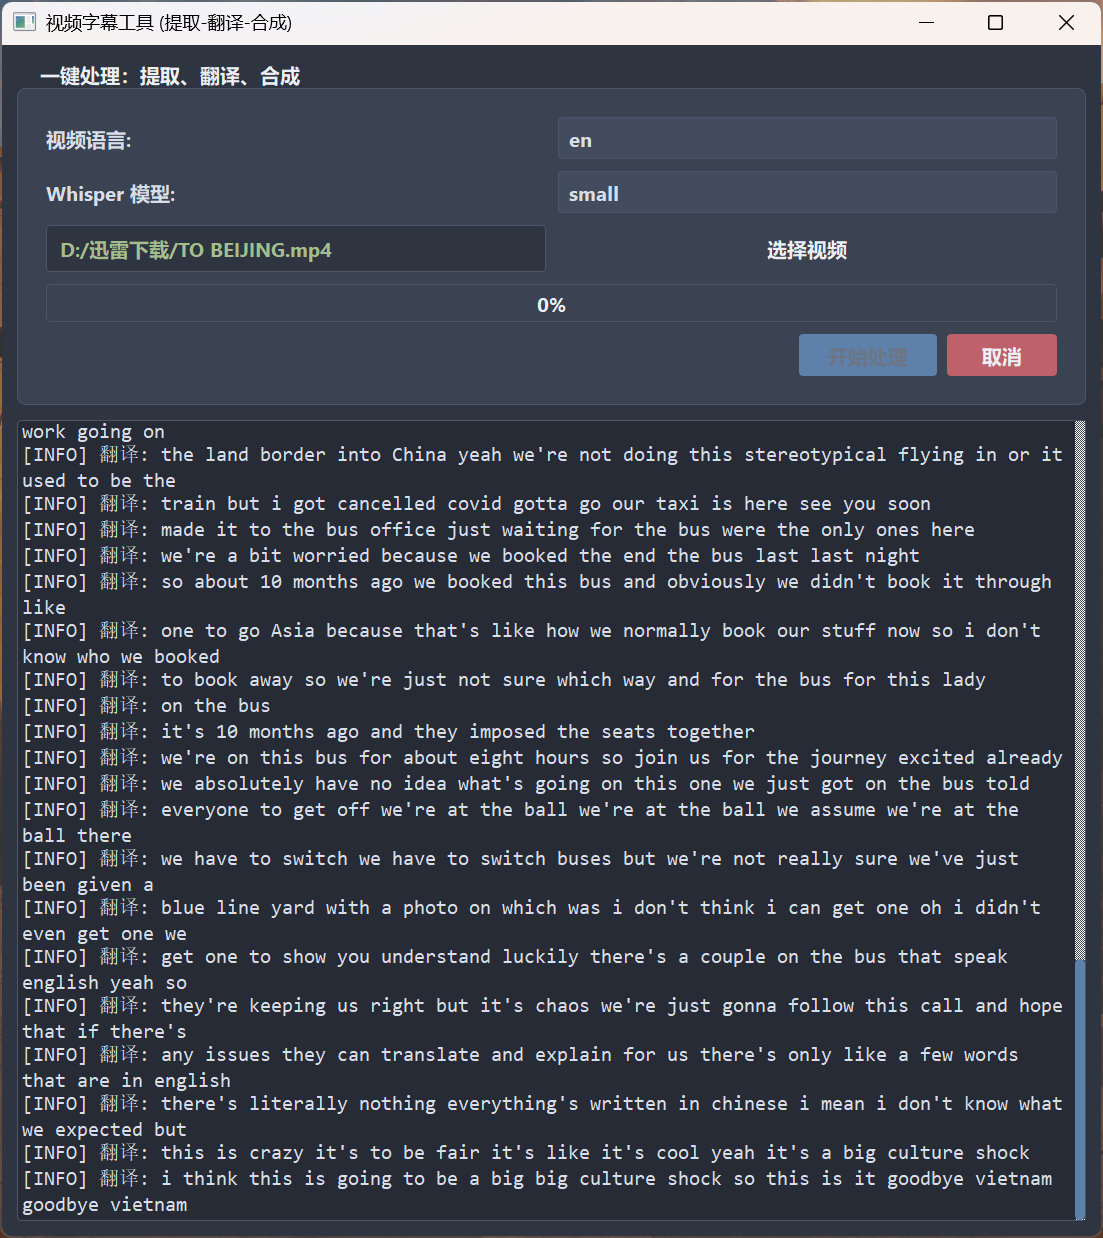 视频字幕工具 (提取-翻译-合成)
一键处理：提取、翻译、合成
视频语言:
en
Whisper 模型:
small
D:/迅雷下载/TO BEIJING.mp4
选择视频
0%
开始处理
取消
work going on
[INFO] 翻译: the land border into China yeah we're not doing this stereotypical flying in or it
used to be the
[INFO] 翻译: train but i got cancelled covid gotta go our taxi is here see you soon
[INFO] 翻译: made it to the bus office just waiting for the bus were the only ones here
[INFO] 翻译: we're a bit worried because we booked the end the bus last last night
[INFO] 翻译: so about 10 months ago we booked this bus and obviously we didn't book it through
like
[INFO] 翻译: one to go Asia because that's like how we normally book our stuff now so i don't
know who we booked
[INFO] 翻译: to book away so we're just not sure which way and for the bus for this lady
[INFO] 翻译: on the bus
[INFO] 翻译: it's 10 months ago and they imposed the seats together
[INFO] 翻译: we're on this bus for about eight hours so join us for the journey excited already
[INFO] 翻译: we absolutely have no idea what's going on this one we just got on the bus told
[INFO] 翻译: everyone to get off we're at the ball we're at the ball we assume we're at the
ball there
[INFO] 翻译: we have to switch we have to switch buses but we're not really sure we've just
been given a
[INFO] 翻译: blue line yard with a photo on which was i don't think i can get one oh i didn't
even get one we
[INFO] 翻译: get one to show you understand luckily there's a couple on the bus that speak
english yeah so
[INFO] 翻译: they're keeping us right but it's chaos we're just gonna follow this call and hope
that if there's
[INFO] 翻译: any issues they can translate and explain for us there's only like a few words
that are in english
[INFO] 翻译: there's literally nothing everything's written in chinese i mean i don't know what
we expected but
[INFO] 翻译: this is crazy it's to be fair it's like it's cool yeah it's a big culture shock
[INFO] 翻译: i think this is going to be a big big culture shock so this is it goodbye vietnam
goodbye vietnam